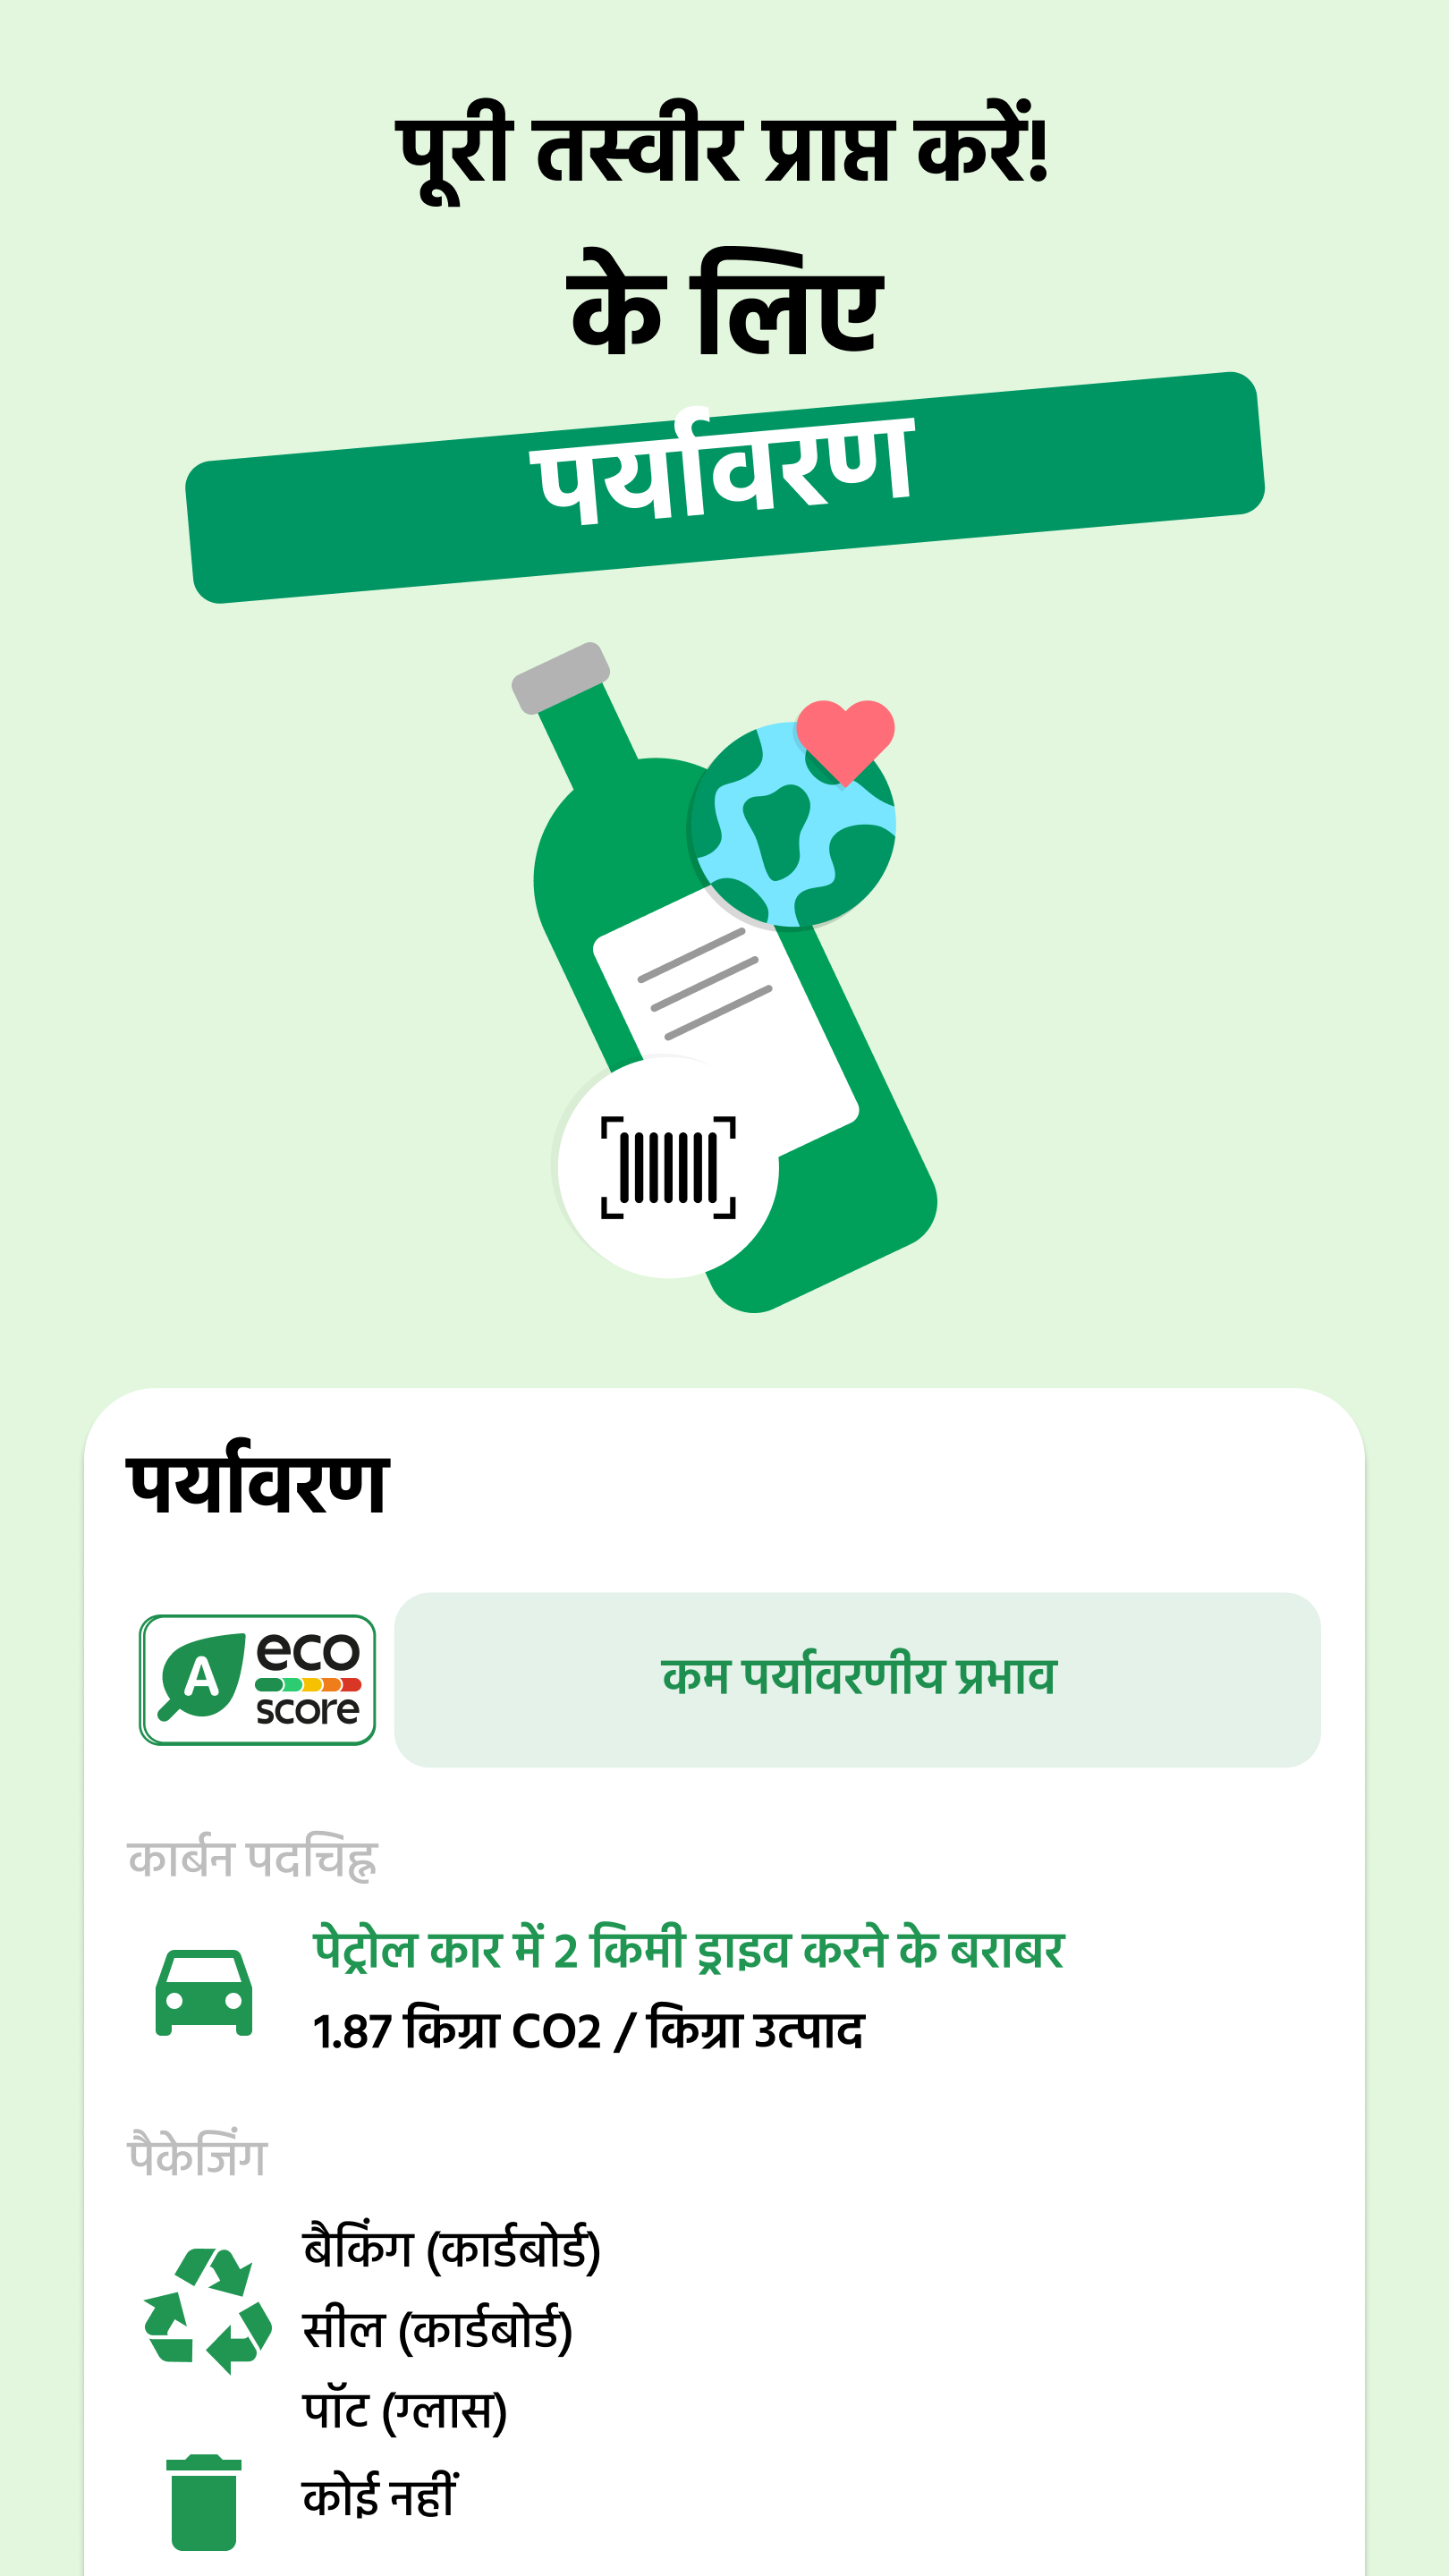 पूरी तस्वीर प्राप्त करें!
के लिए
पर्यावरण
पर्यावरण
A
eco
score
कम पर्यावरणीय प्रभाव
कार्बन पदचिह्न
पेट्रोल कार में 2 किमी ड्राइव करने के बराबर
1.87 किग्रा CO2 / किग्रा उत्पाद
पैकेजिंग
बैकिंग (कार्डबोर्ड)
सील (कार्डबोर्ड)
पॉट (ग्लास)
कोई नहीं